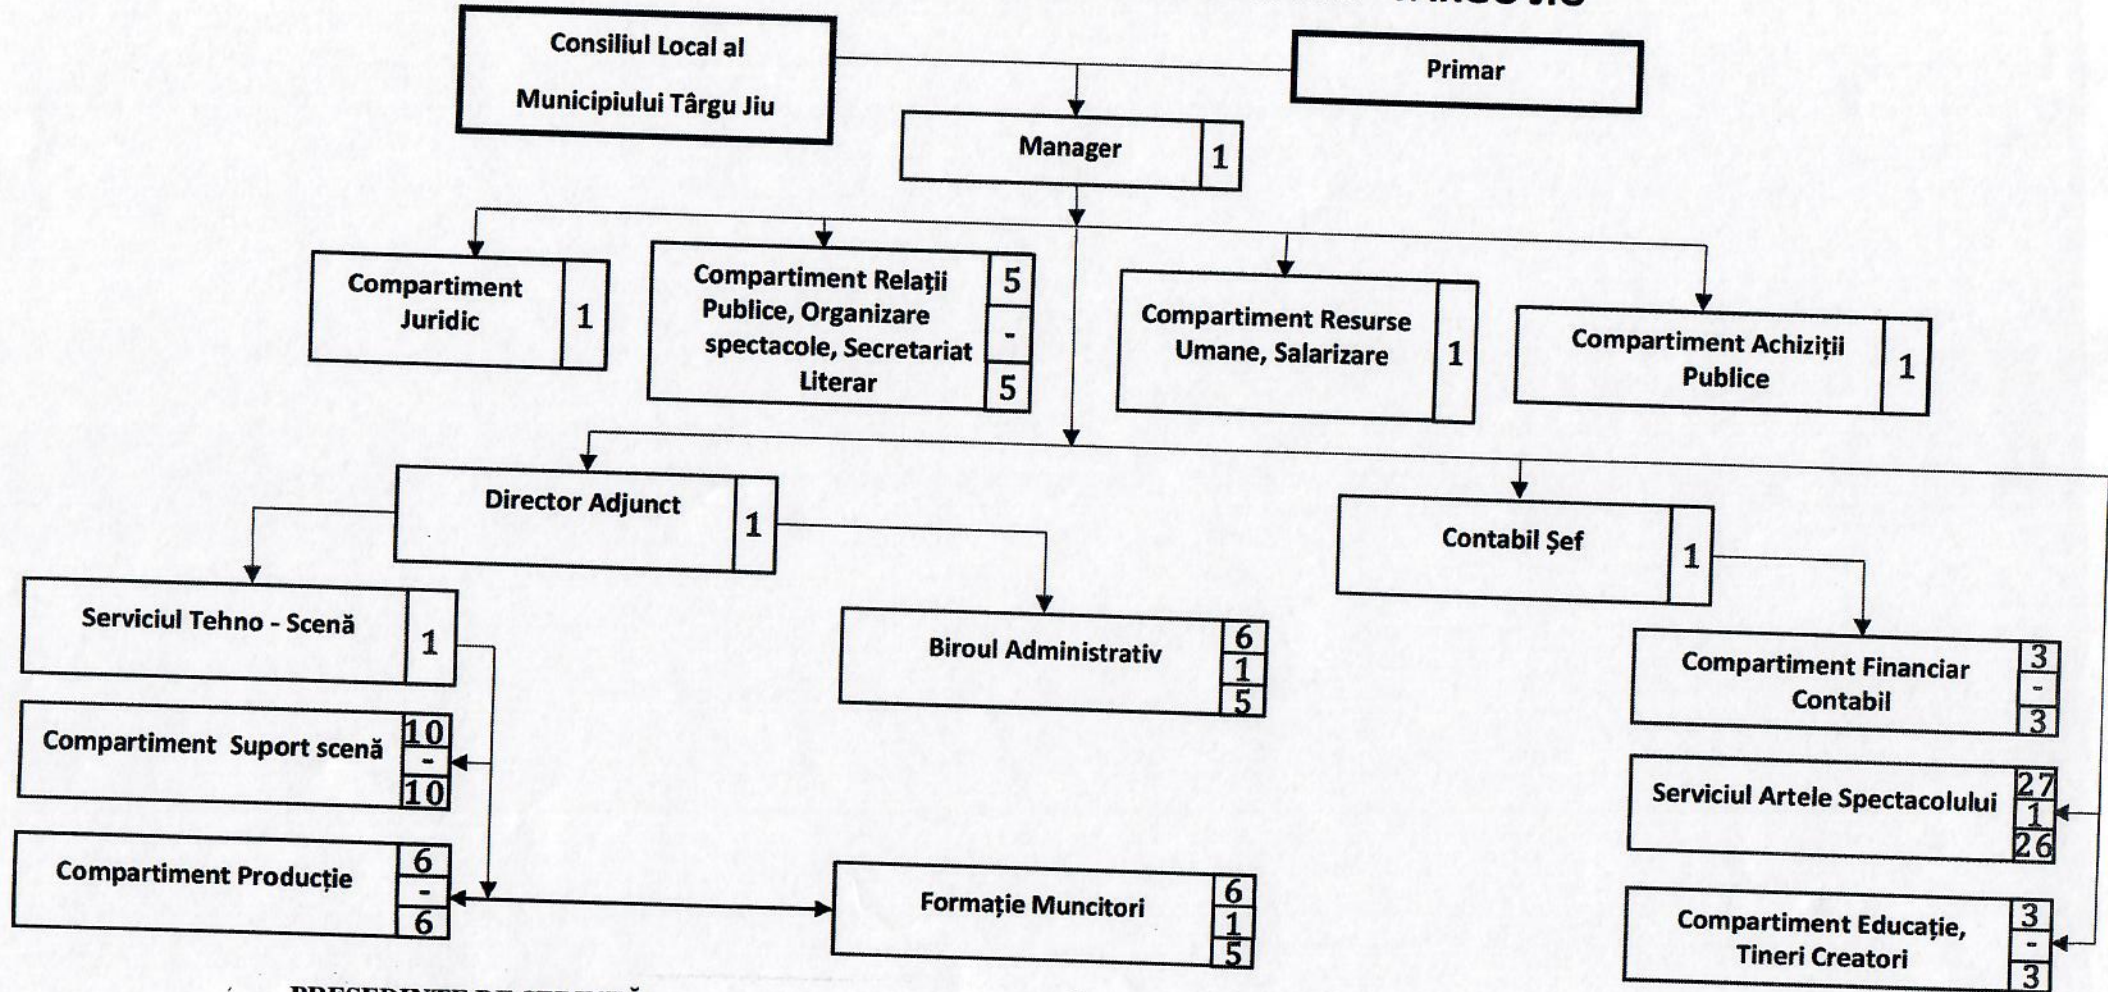 Consiliul Local al
Municipiului Târgu Jiu
Primar
Manager
1
Compartiment
Juridic
1
Compartiment Relații
Publice, Organizare
spectacole, Secretariat
Literar
5
-
5
Compartiment Resurse
Umane, Salarizare
1
Compartiment Achiziții
Publice
1
Director Adjunct
1
Contabil Șef
1
Serviciul Tehno - Scenă
1
Biroul Administrativ
6
1
5
Compartiment Financiar
Contabil
3
-
3
Compartiment Suport scenă
10
-
10
Serviciul Artele Spectacolului
27
1
26
Compartiment Producție
6
-
6
Formație Muncitori
6
1
5
Compartiment Educație,
Tineri Creatori
3
-
3